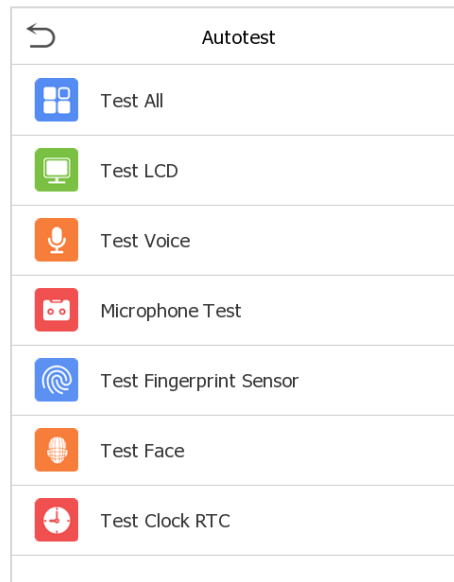 Autotest
Test All
Test LCD
Test Voice
Microphone Test
Test Fingerprint Sensor
Test Face
Test Clock RTC